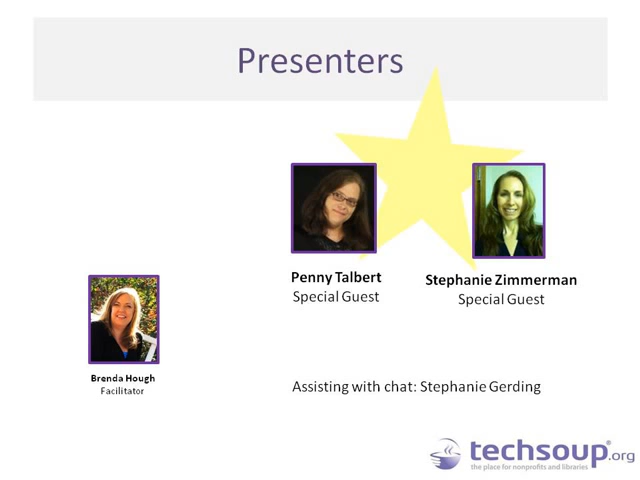 Presenters
Penny Talbert
Special Guest
Stephanie Zimmerman
Special Guest
Brenda Hough
Facilitator
Assisting with chat: Stephanie Gerding
techsoup®.org
the place for nonprofits and libraries